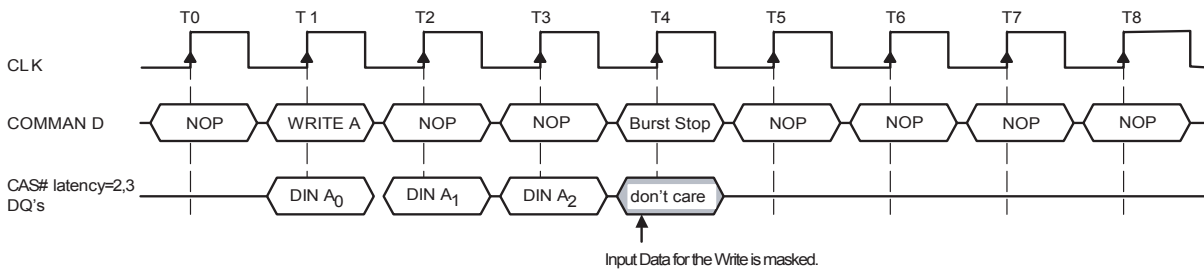 T0 T 1 T2 T3 T4 T5 T6 T7 T8
CLK
COMMAN D NOP WRITE A NOP NOP Burst Stop NOP NOP NOP NOP
CAS# latency=2,3
DQ's DIN A0 DIN A1 DIN A2 don't care
Input Data for the Write is masked.